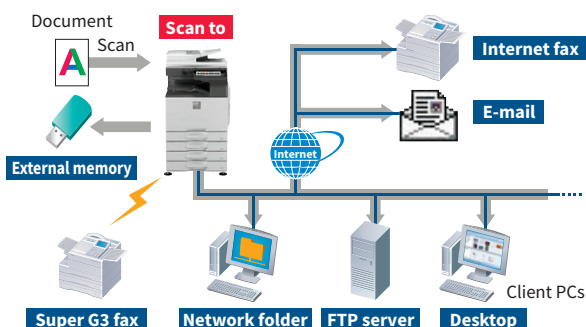 Document
Scan to
A
Scan
Internet fax
E-mail
Internet
External memory
Client PCs
Super G3 fax
Network folder
FTP server
Desktop